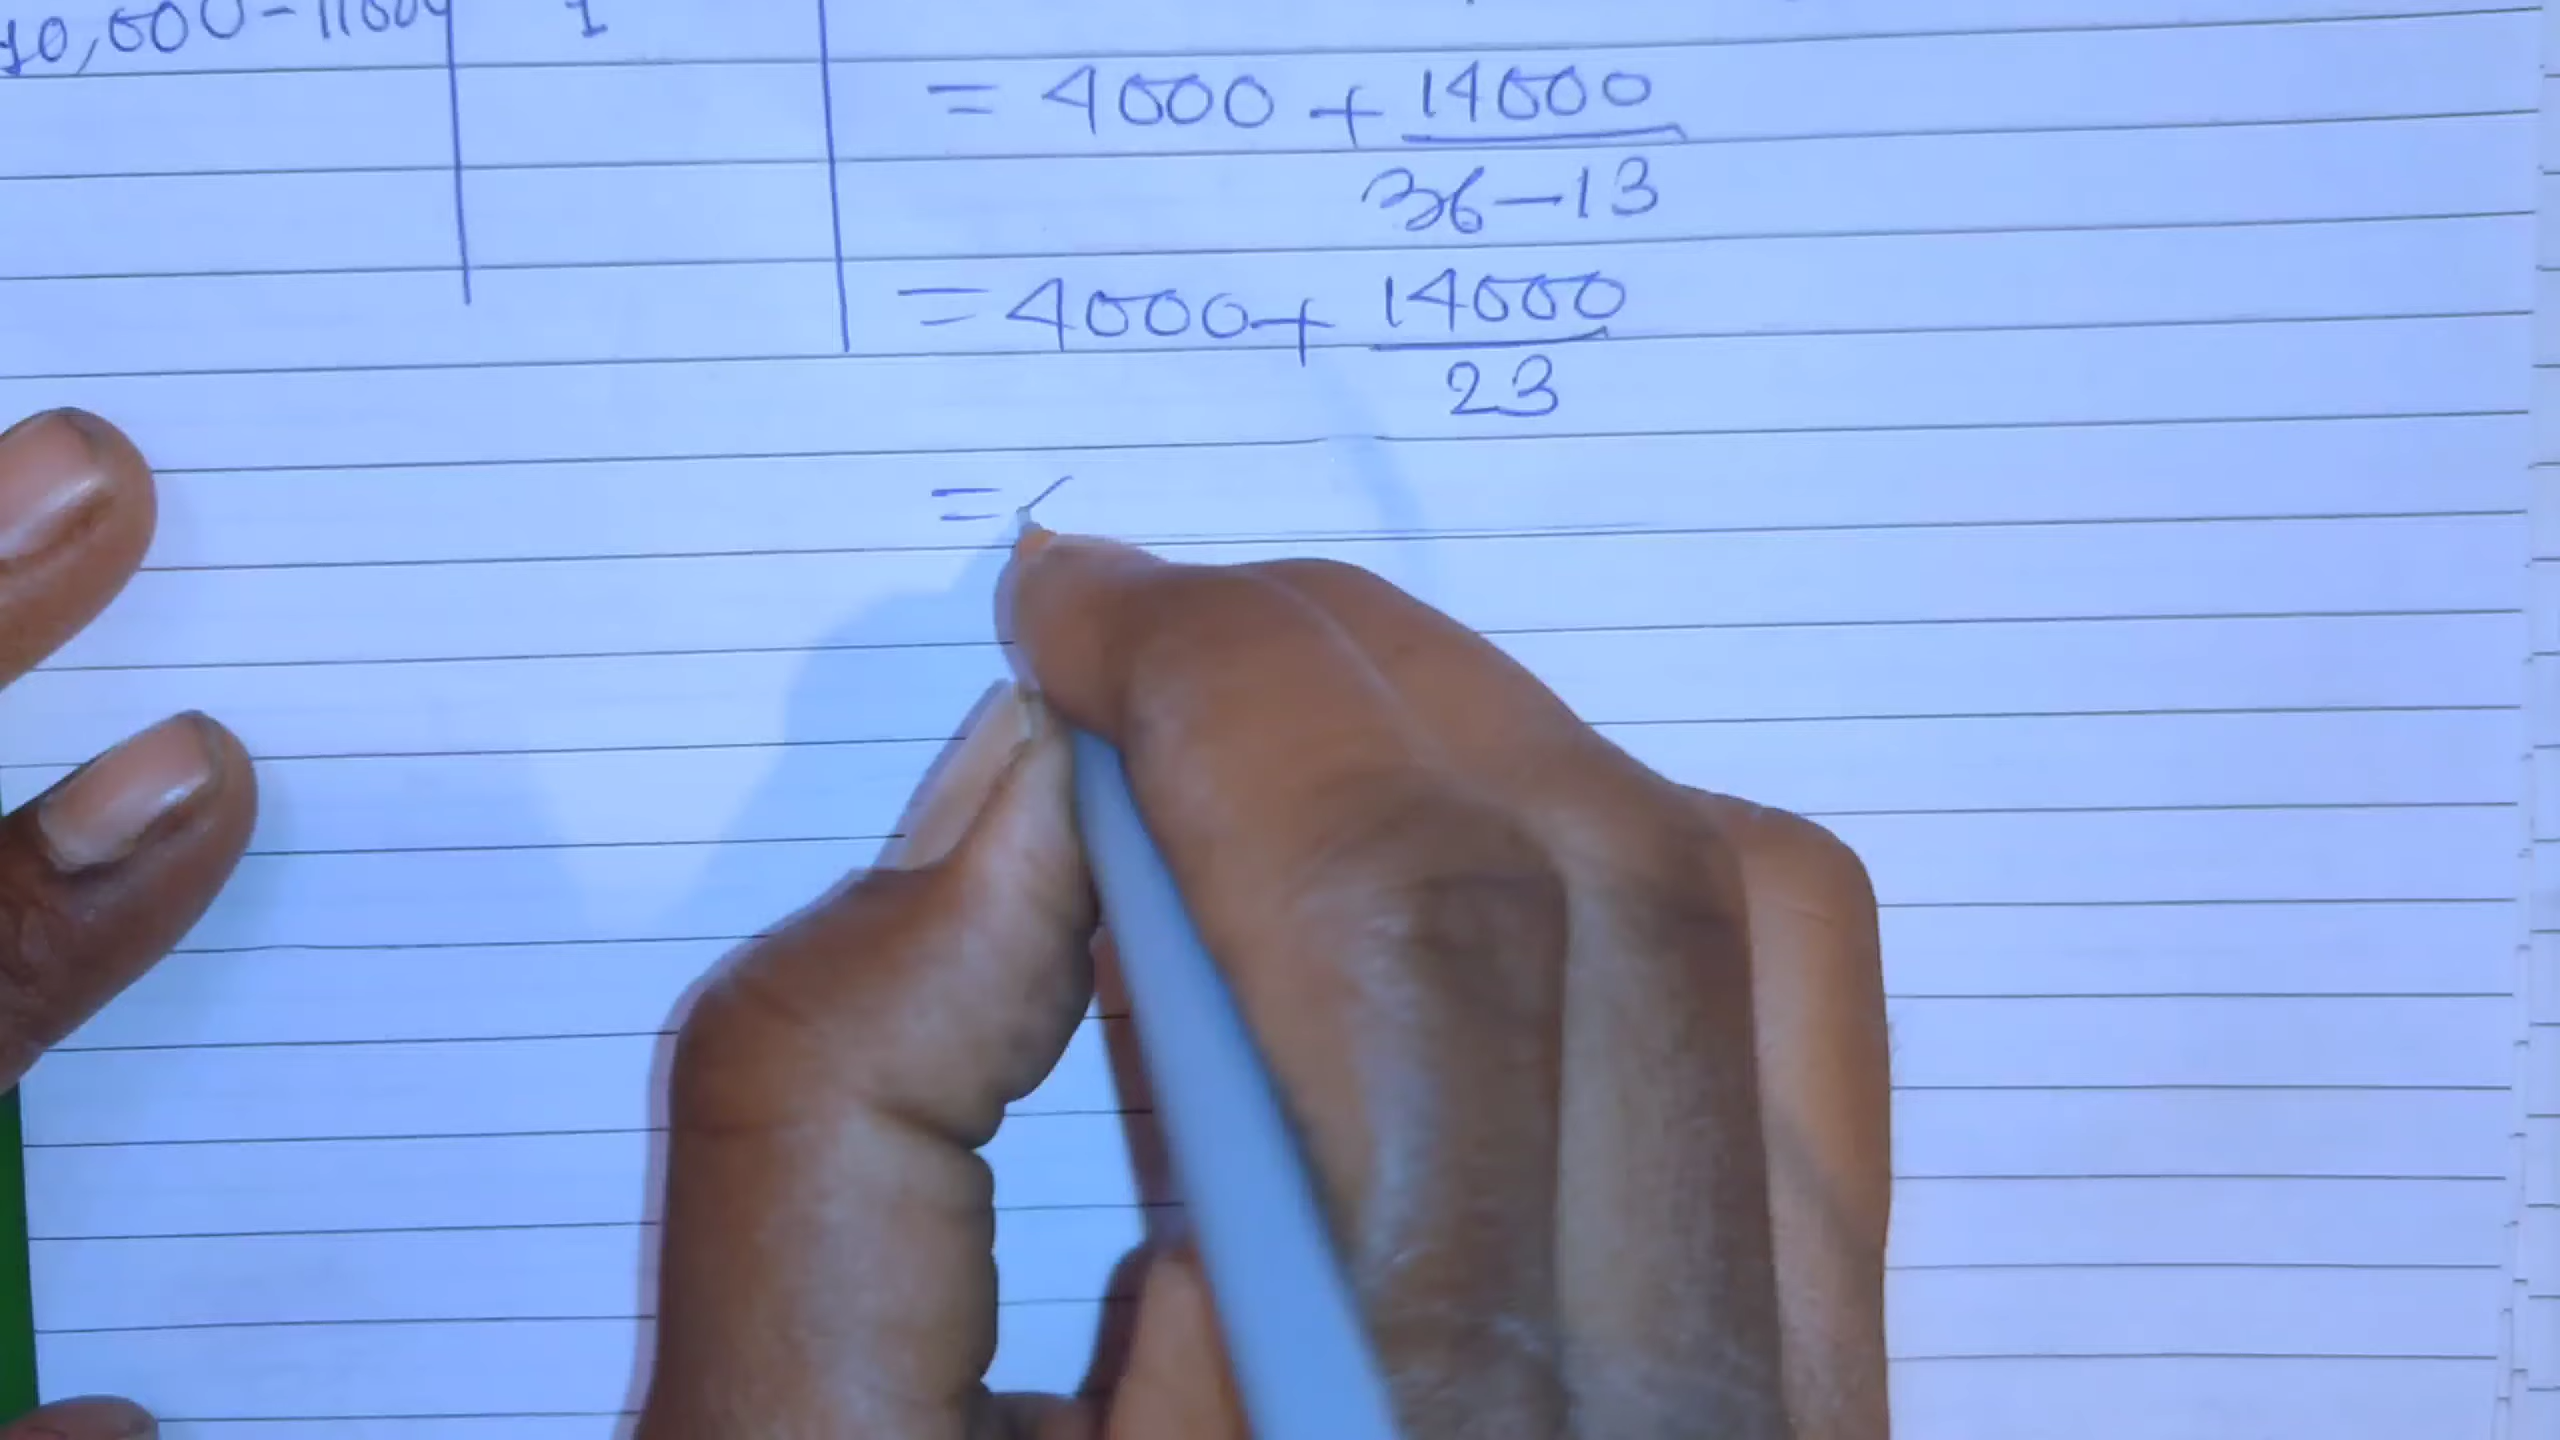 10,000-11000 1
= 4000 + 14000
36-13
= 4000 + 14000
23
=